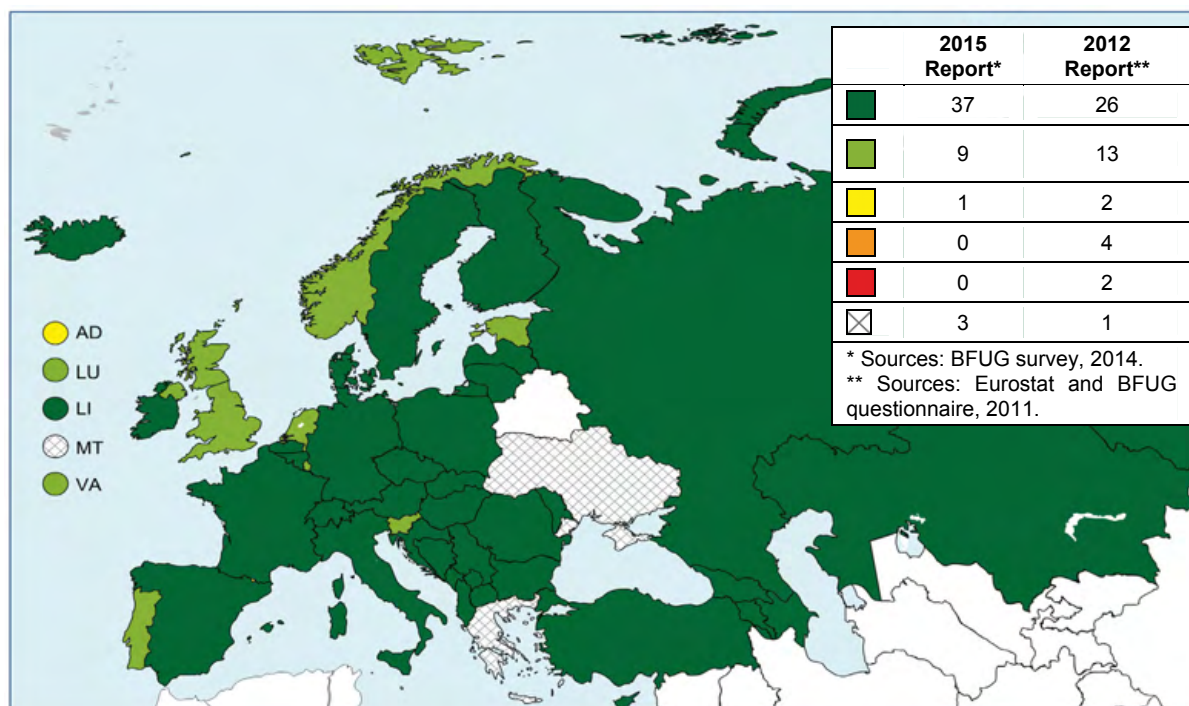 2015 Report*
2012 Report**
37 26
9 13
1 2
0 4
0 2
3 1
* Sources: BFUG survey, 2014.
** Sources: Eurostat and BFUG
questionnaire, 2011.
AD
LU
LI
MT
VA